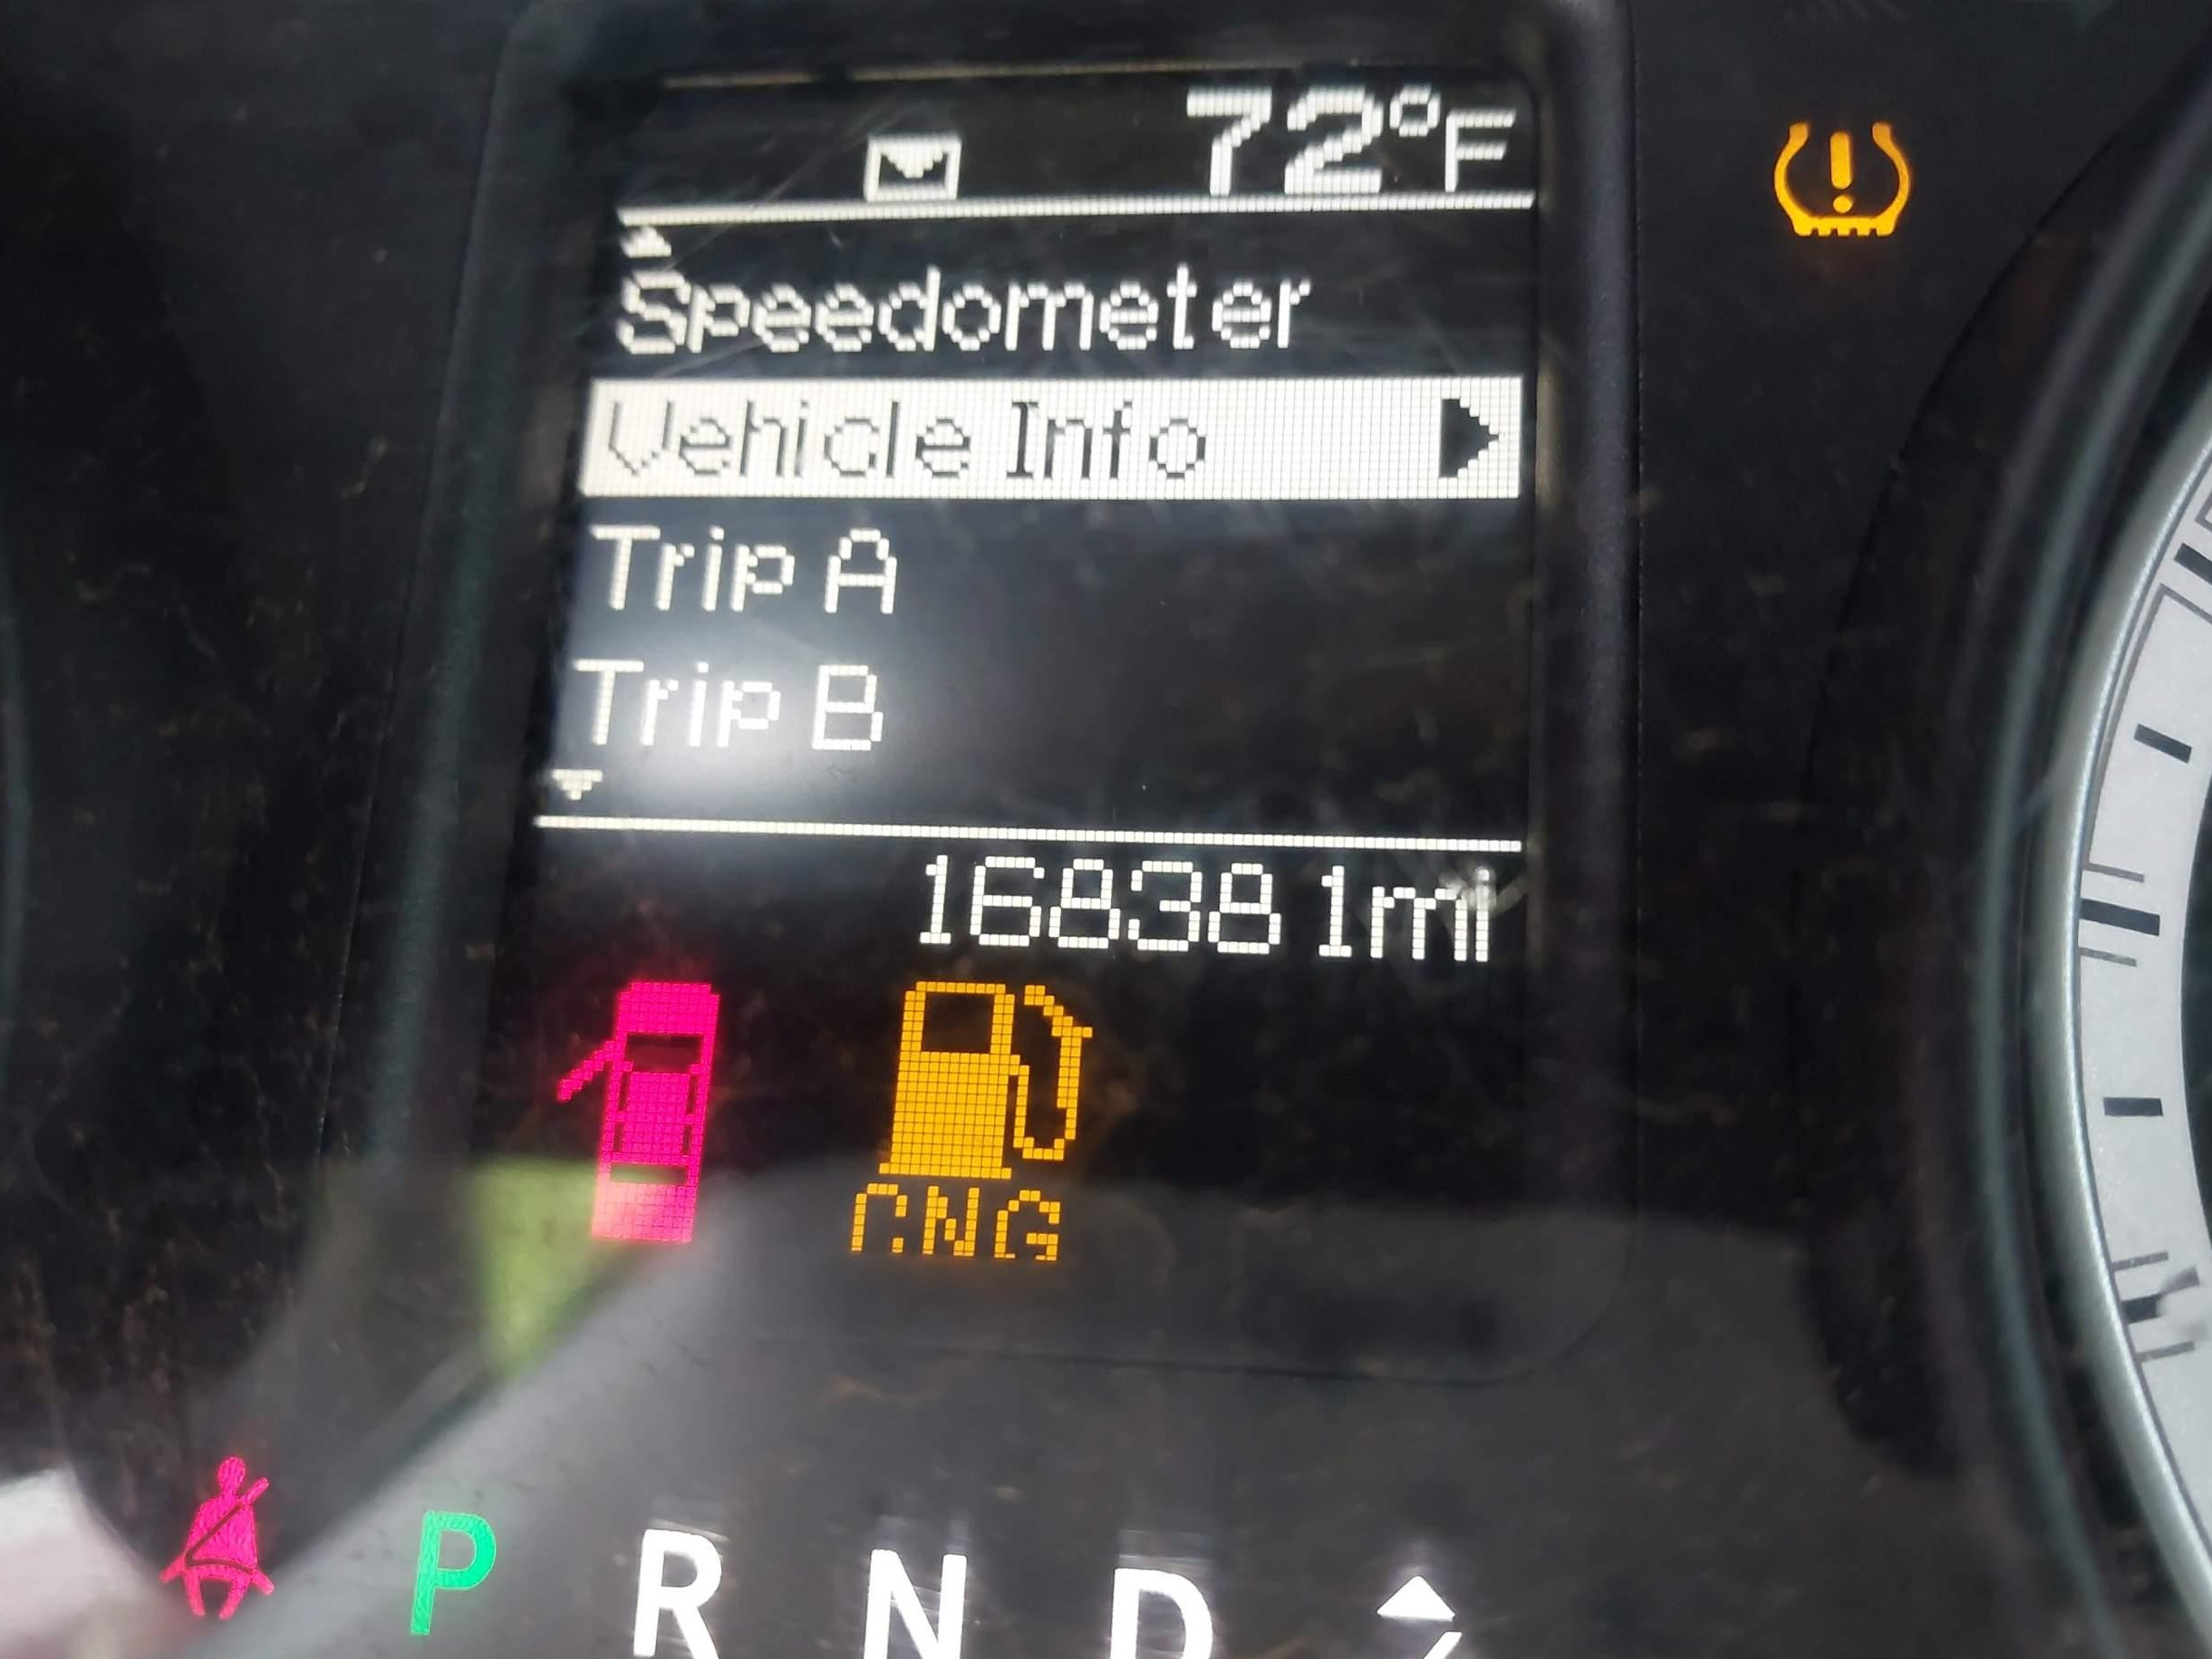 72°F
Speedometer
Vehicle Info
Trip A
Trip B
168381mi
CNG
P R N D